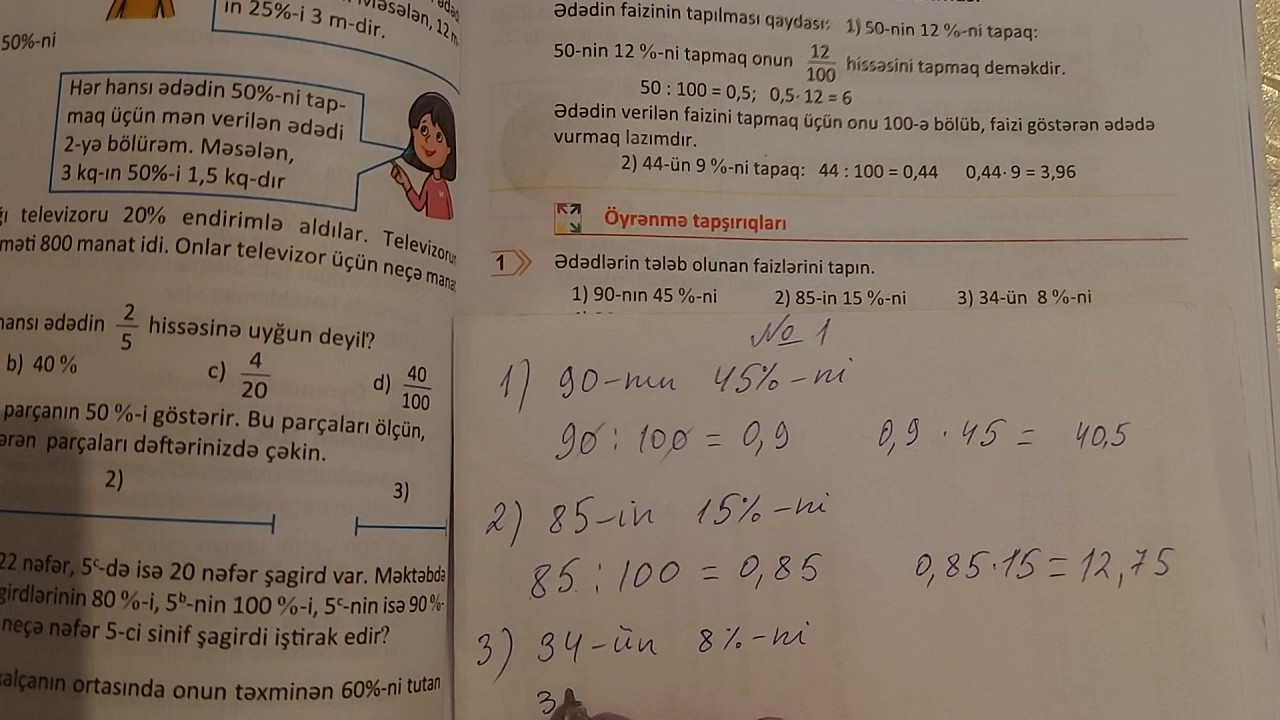 in 25%-i 3 m-dir.
Məsələn, 12 m
50%-ni
Hər hansı ədədin 50%-ni tap-
maq üçün mən verilən ədədi
2-yə bölürəm. Məsələn,
3 kq-ın 50%-i 1,5 kq-dır
televizoru 20% endirimlə aldılar. Televizorun
məti 800 manat idi. Onlar televizor üçün neçə mana
hansı ədədin 2/5 hissəsinə uyğun deyil?
b) 40 % c) 4/20 d) 40/100
parçanın 50 %-i göstərir. Bu parçaları ölçün,
ərən parçaları dəftərinizdə çəkin.
2) 3)
22 nəfər, 5ᶜ-də isə 20 nəfər şagird var. Məktəbdə
girdlərinin 80 %-i, 5ᵇ-nin 100 %-i, 5ᶜ-nin isə 90 %-
neçə nəfər 5-ci sinif şagirdi iştirak edir?
alçanın ortasında onun təxminən 60%-ni tutan
Ədədin faizinin tapılması qaydası: 1) 50-nin 12 %-ni tapaq:
50-nin 12 %-ni tapmaq onun 12/100 hissəsini tapmaq deməkdir.
50 : 100 = 0,5; 0,5· 12 = 6
Ədədin verilən faizini tapmaq üçün onu 100-ə bölüb, faizi göstərən ədədə
vurmaq lazımdır.
2) 44-ün 9 %-ni tapaq: 44 : 100 = 0,44 0,44· 9 = 3,96
Öyrənmə tapşırıqları
1 Ədədlərin tələb olunan faizlərini tapın.
1) 90-nın 45 %-ni 2) 85-in 15 %-ni 3) 34-ün 8 %-ni
№ 1
1) 90-nın 45%-ni
90 : 100 = 0,9 0,9 · 45 = 40,5
2) 85-in 15%-ni
85 : 100 = 0,85 0,85·15 = 12,75
3) 34-ün 8%-ni